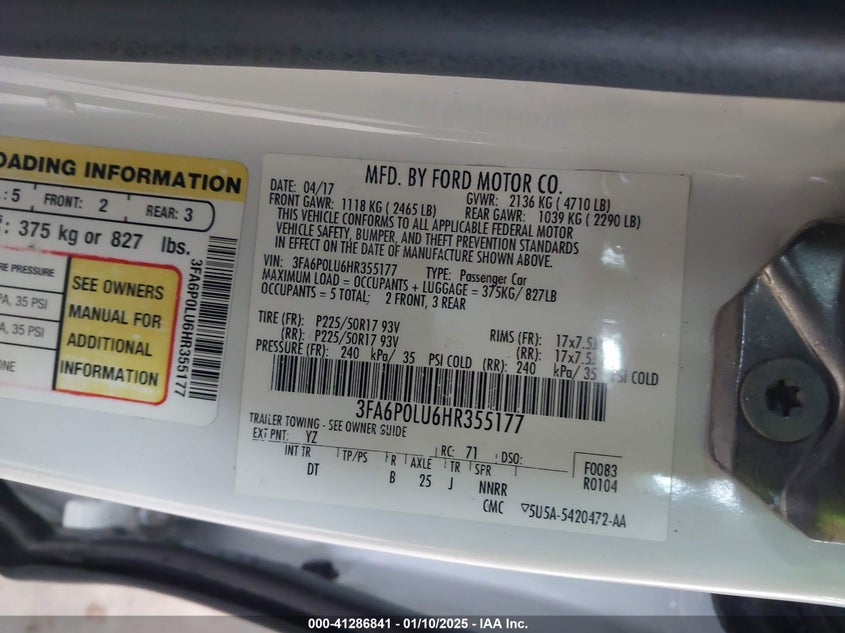 OADING INFORMATION
: 5 FRONT: 2 REAR: 3
: 375 kg or 827 lbs.
RE PRESSURE
PA, 35 PSI
A, 35 PSI
ONE
SEE OWNERS
MANUAL FOR
ADDITIONAL
INFORMATION
3FA6P0LU6HR355177
MFD. BY FORD MOTOR CO.
DATE: 04/17 GVWR: 2136 KG ( 4710 LB)
FRONT GAWR: 1118 KG ( 2465 LB) REAR GAWR: 1039 KG ( 2290 LB)
THIS VEHICLE CONFORMS TO ALL APPLICABLE FEDERAL MOTOR
VEHICLE SAFETY, BUMPER, AND THEFT PREVENTION STANDARDS
IN EFFECT ON THE DATE OF MANUFACTURE SHOWN ABOVE.
VIN: 3FA6P0LU6HR355177 TYPE: Passenger Car
MAXIMUM LOAD = OCCUPANTS + LUGGAGE = 375KG/ 827LB
OCCUPANTS = 5 TOTAL; 2 FRONT, 3 REAR
TIRE (FR): P225/50R17 93V RIMS (FR): 17x7.5J
(RR): P225/50R17 93V (RR): 17x7.5J
PRESSURE (FR): 240 kPa/ 35 PSI COLD (RR): 240 kPa/ 35 PSI COLD
3FA6P0LU6HR355177
TRAILER TOWING - SEE OWNER GUIDE
EXT PNT: YZ RC: 71 DSO: F0083
INT TR TP/PS R AXLE TR SFR R0104
DT B 25 J NNRR
CMC ▽5U5A-5420472-AA
000-41286841 / 01/10/2025 - IAA Inc.